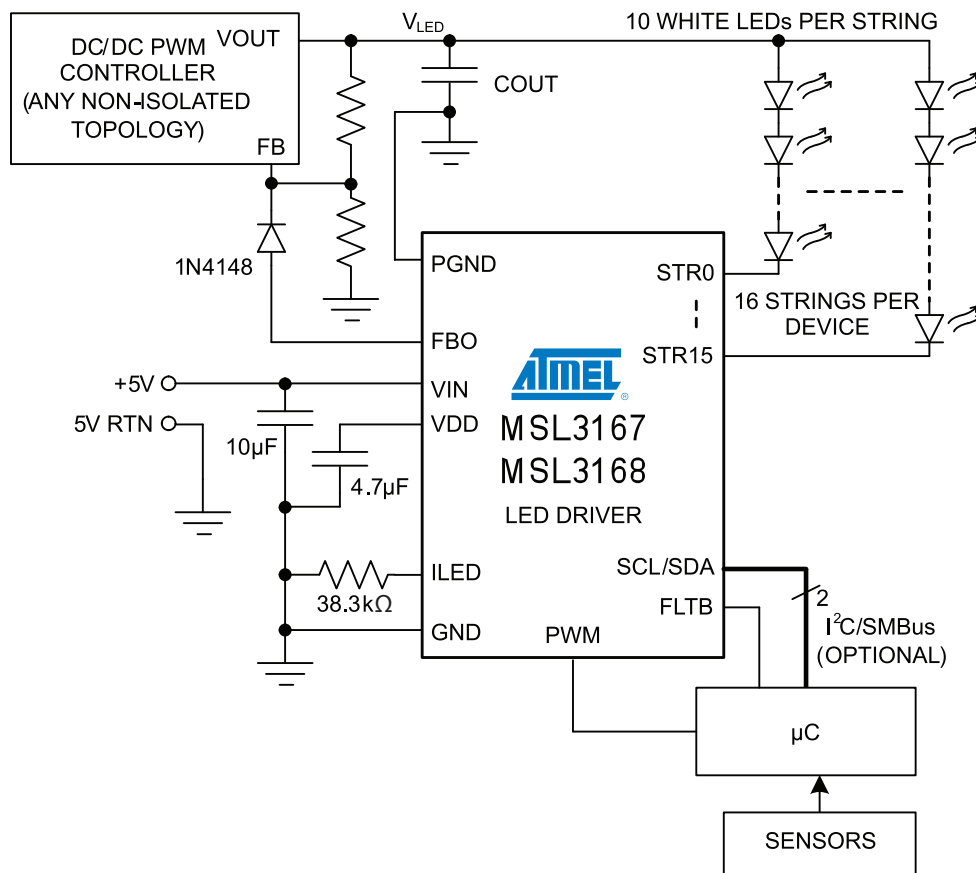 DC/DC PWM
CONTROLLER
(ANY NON-ISOLATED
TOPOLOGY)
VOUT
FB
VLED
COUT
10 WHITE LEDs PER STRING
1N4148
PGND
FBO
VIN
VDD
ILED
GND
STR0
STR15
16 STRINGS PER
DEVICE
+5V
5V RTN
10µF
4.7µF
38.3kΩ
ATMEL
®
MSL3167
MSL3168
LED DRIVER
SCL/SDA
FLTB
PWM
2
I²C/SMBus
(OPTIONAL)
µC
SENSORS